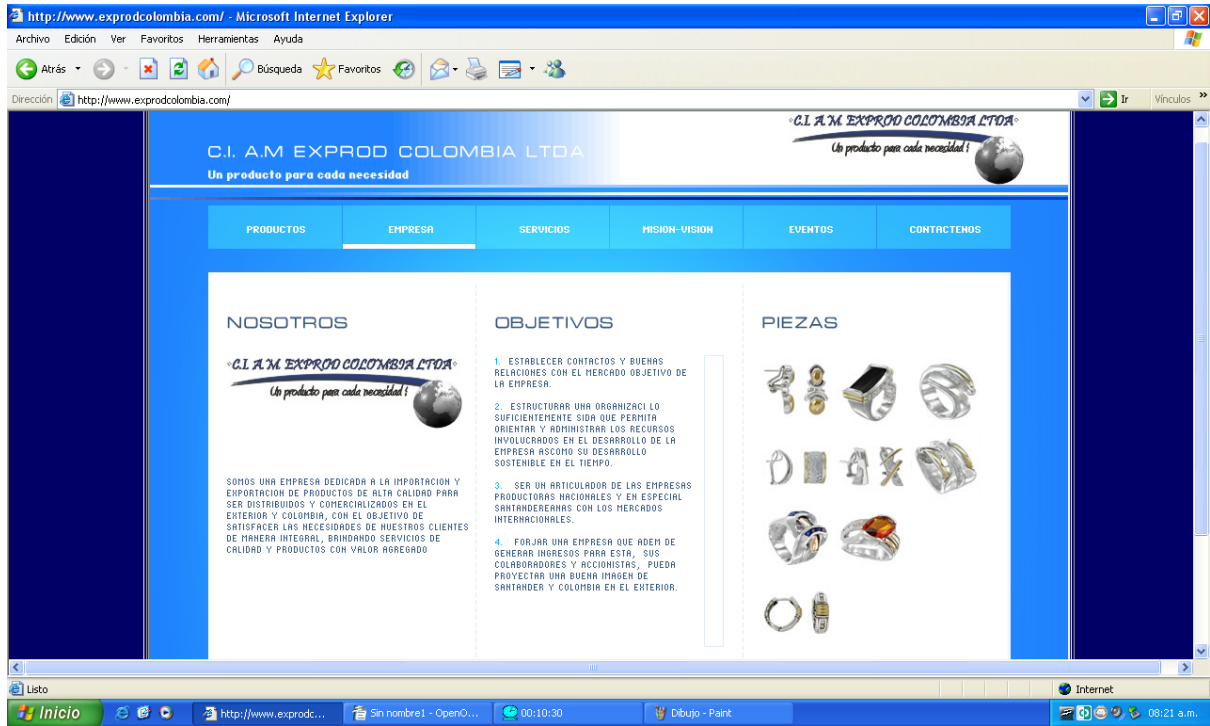 http://www.exprodcolombia.com/ - Microsoft Internet Explorer
Archivo Edición Ver Favoritos Herramientas Ayuda
Atrás Búsqueda Favoritos
Dirección http://www.exprodcolombia.com/ Ir Vínculos »
C.I. A.M. EXPROD COLOMBIA LTDA
Un producto para cada necesidad !
C.I. A.M EXPROD COLOMBIA LTDA
Un producto para cada necesidad
PRODUCTOS EMPRESA SERVICIOS MISION-VISION EVENTOS CONTACTENOS
NOSOTROS
C.I. A.M. EXPROD COLOMBIA LTDA
Un producto para cada necesidad !
SOMOS UNA EMPRESA DEDICADA A LA IMPORTACION Y
EXPORTACION DE PRODUCTOS DE ALTA CALIDAD PARA
SER DISTRIBUIDOS Y COMERCIALIZADOS EN EL
EXTERIOR Y COLOMBIA, CON EL OBJETIVO DE
SATISFACER LAS NECESIDADES DE NUESTROS CLIENTES
DE MANERA INTEGRAL, BRINDANDO SERVICIOS DE
CALIDAD Y PRODUCTOS CON VALOR AGREGADO
OBJETIVOS
1. ESTABLECER CONTACTOS Y BUENAS
RELACIONES CON EL MERCADO OBJETIVO DE
LA EMPRESA.
2. ESTRUCTURAR UNA ORGANIZACI LO
SUFICIENTEMENTE SIDA QUE PERMITA
ORIENTAR Y ADMINISTRAR LOS RECURSOS
INVOLUCRADOS EN EL DESARROLLO DE LA
EMPRESA ASCOMO SU DESARROLLO
SOSTENIBLE EN EL TIEMPO.
3. SER UN ARTICULADOR DE LAS EMPRESAS
PRODUCTORAS NACIONALES Y EN ESPECIAL
SANTANDEREANAS CON LOS MERCADOS
INTERNACIONALES.
4. FORJAR UNA EMPRESA QUE ADEM DE
GENERAR INGRESOS PARA ESTA, SUS
COLABORADORES Y ACCIONISTAS, PUEDA
PROYECTAR UNA BUENA IMAGEN DE
SANTANDER Y COLOMBIA EN EL EXTERIOR.
PIEZAS
Listo Internet
Inicio http://www.exprodc... Sin nombre1 - OpenO... 00:10:30 Dibujo - Paint 08:21 a.m.